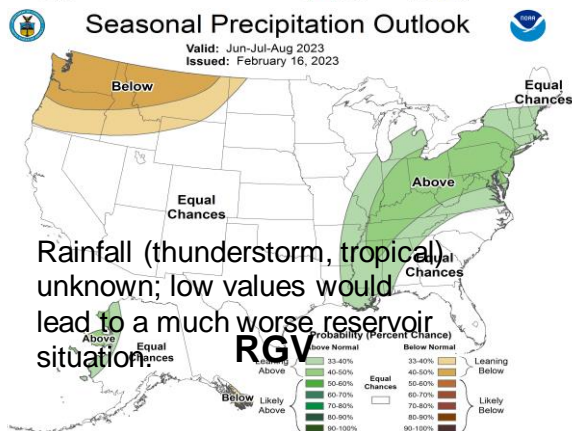 Seasonal Precipitation Outlook
NOAA
Valid: Jun-Jul-Aug 2023
Issued: February 16, 2023
Below
Equal
Chances
Above
Equal
Chances
Equal
Chances
Rainfall (thunderstorm, tropical)
unknown; low values would
lead to a much worse reservoir
situation.
RGV
Above
Equal
Chances
Below
Probability (Percent Chance)
Above Normal
Below Normal
Leaning
Above
33-40%
40-50%
50-60%
60-70%
70-80%
80-90%
90-100%
Likely
Above
Equal
Chances
33-40%
40-50%
50-60%
60-70%
70-80%
80-90%
90-100%
Leaning
Below
Likely
Below